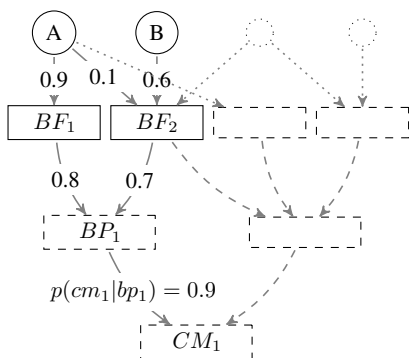 A B
0.9 0.1 0.6
BF₁ BF₂
0.8 0.7
BP₁
p(cm₁|bp₁) = 0.9
CM₁